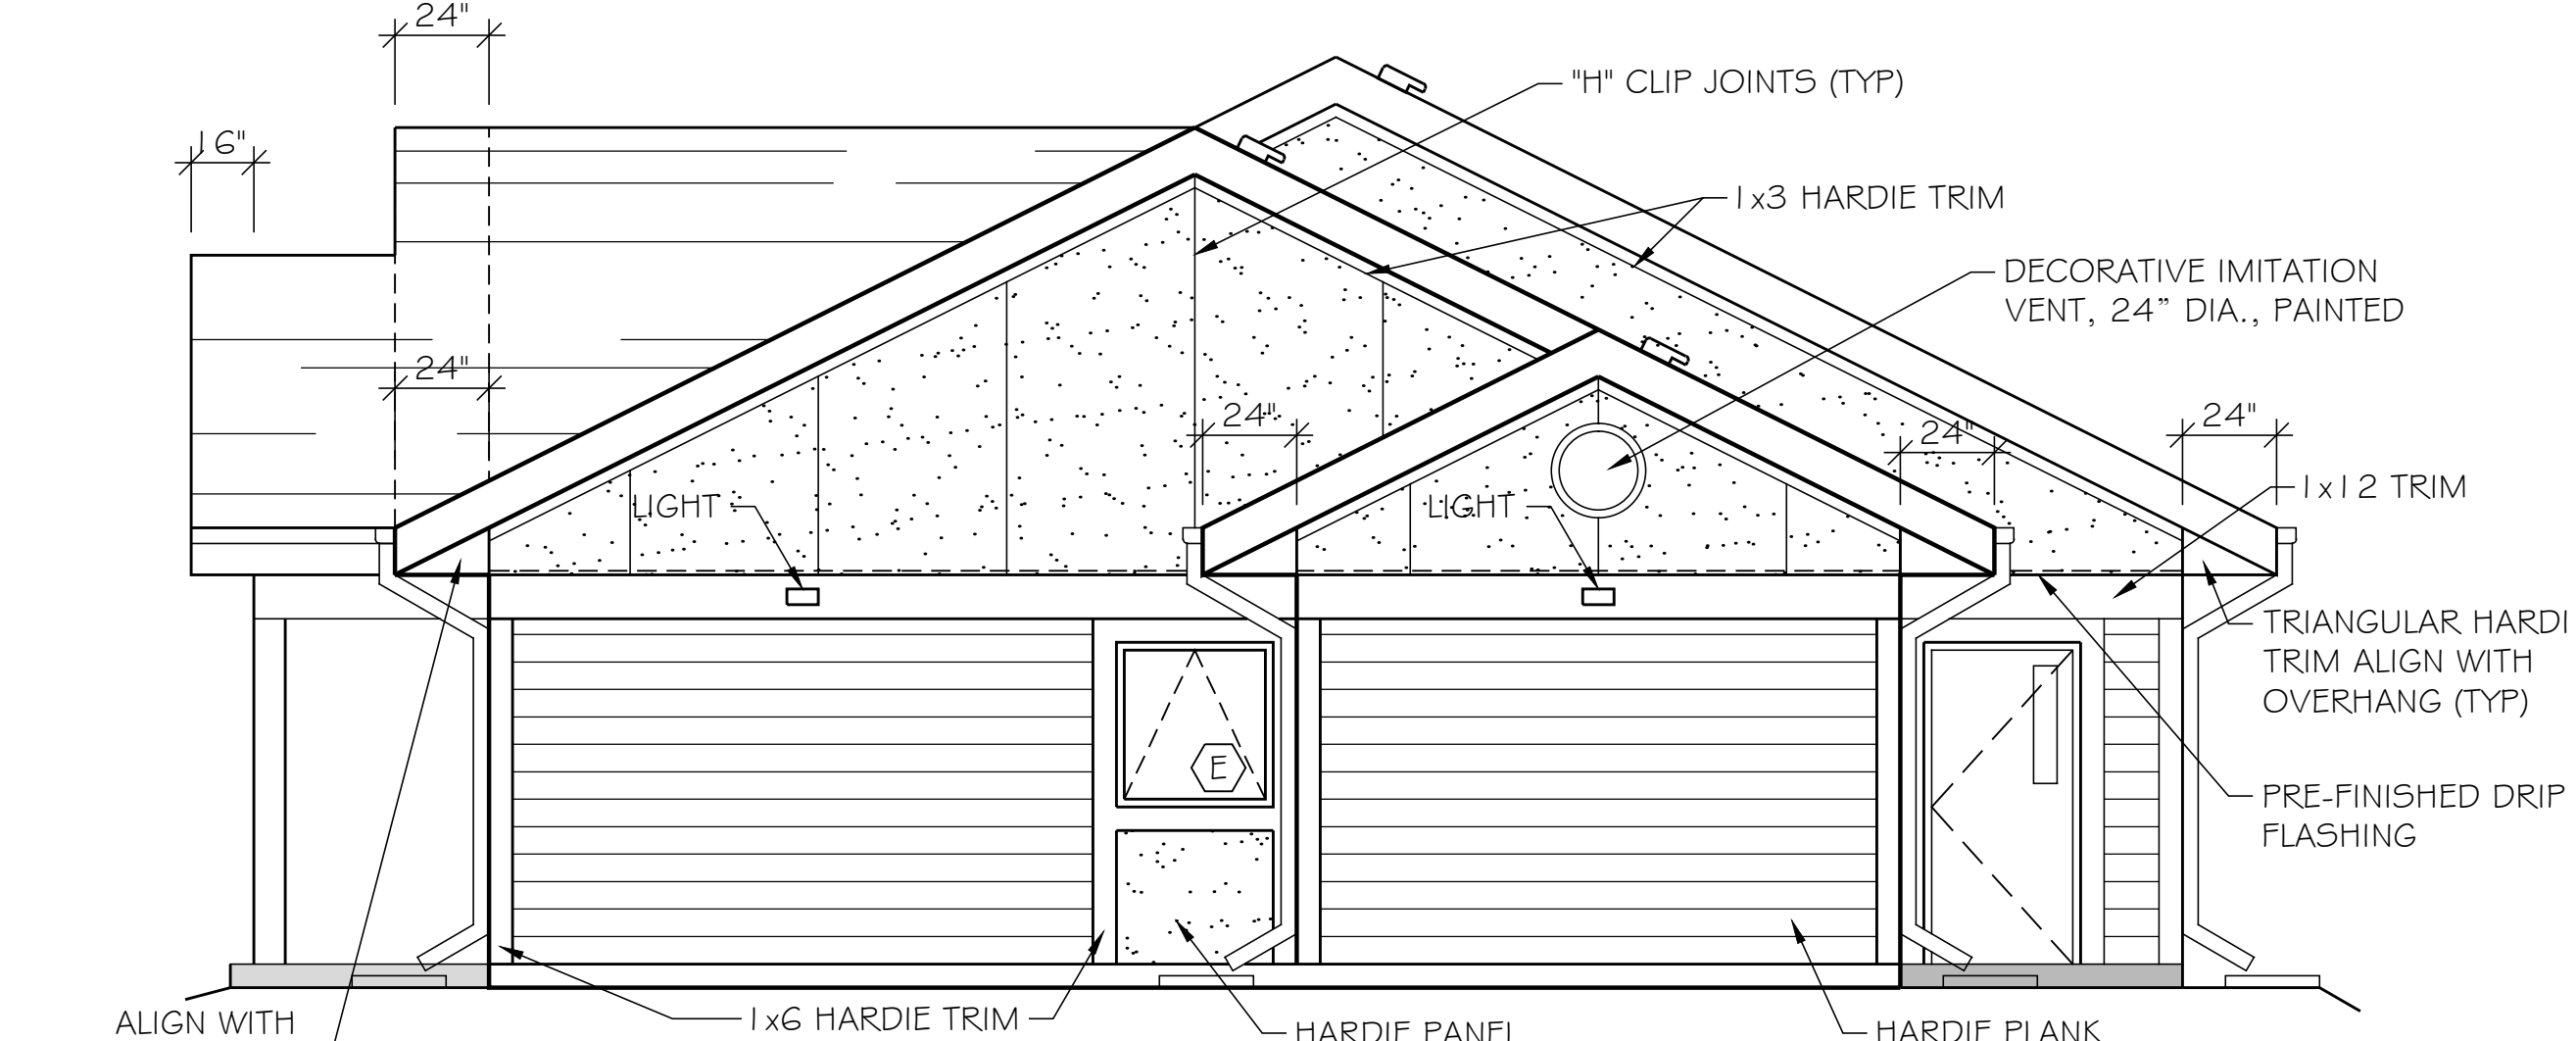 24"
16"
"H" CLIP JOINTS (TYP)
1x3 HARDIE TRIM
DECORATIVE IMITATION
VENT, 24” DIA., PAINTED
24"
24"
24"
24"
1x12 TRIM
LIGHT
LIGHT
TRIANGULAR HARDI
TRIM ALIGN WITH
OVERHANG (TYP)
E
PRE-FINISHED DRIP
FLASHING
ALIGN WITH
1x6 HARDIE TRIM
HARDIE PANEL
HARDIE PLANK